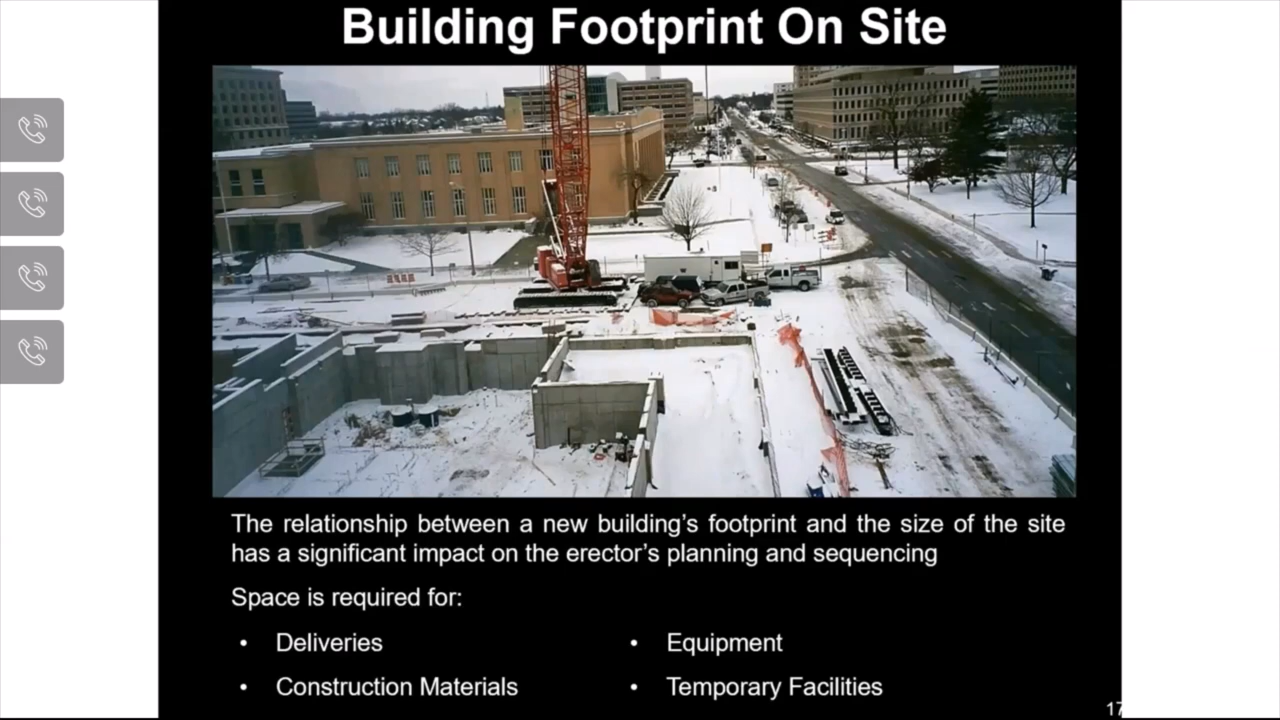 Building Footprint On Site
The relationship between a new building's footprint and the size of the site
has a significant impact on the erector's planning and sequencing
Space is required for:
• Deliveries
• Equipment
• Construction Materials
• Temporary Facilities
17